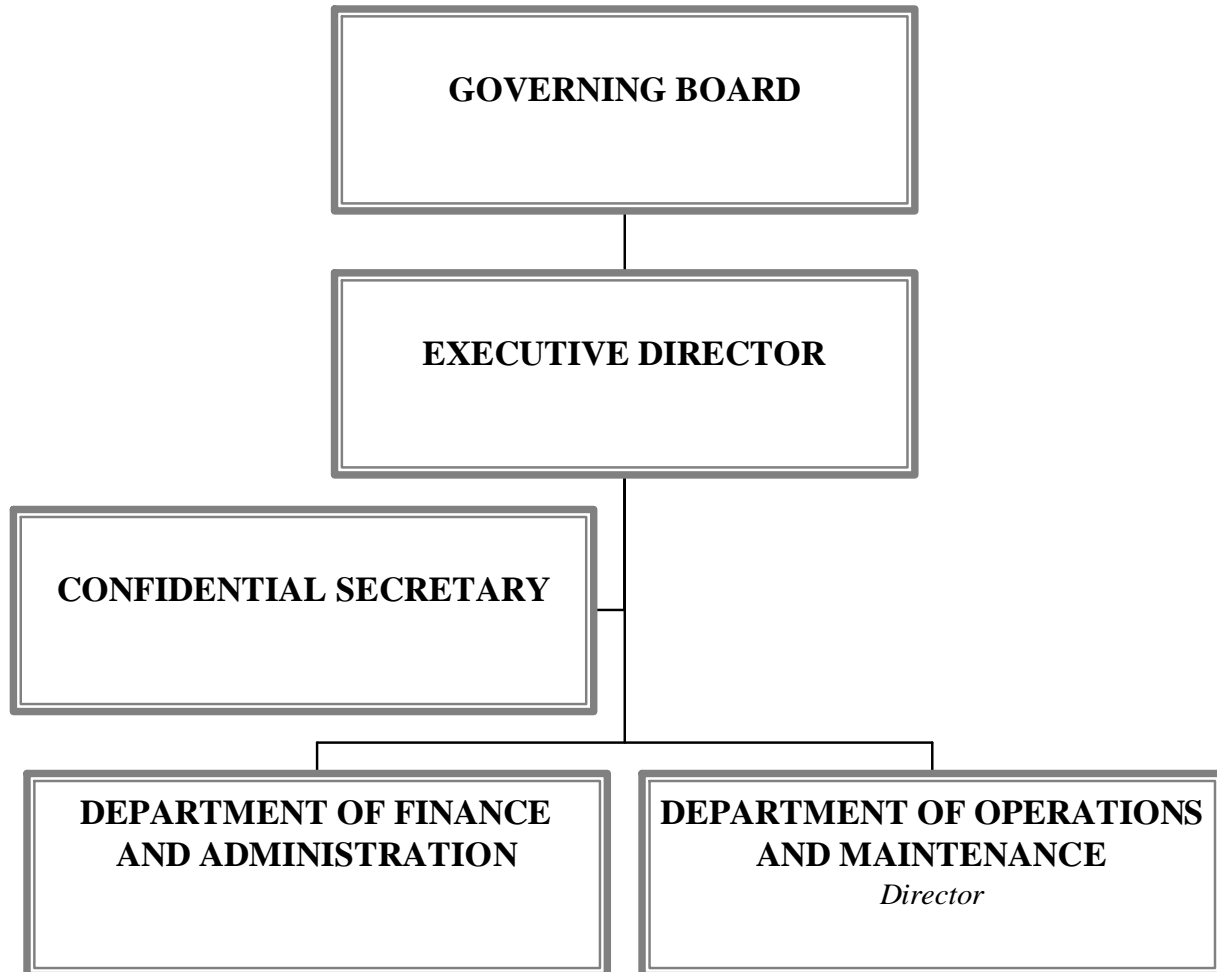 GOVERNING BOARD
EXECUTIVE DIRECTOR
CONFIDENTIAL SECRETARY
DEPARTMENT OF FINANCE
AND ADMINISTRATION
DEPARTMENT OF OPERATIONS
AND MAINTENANCE
Director